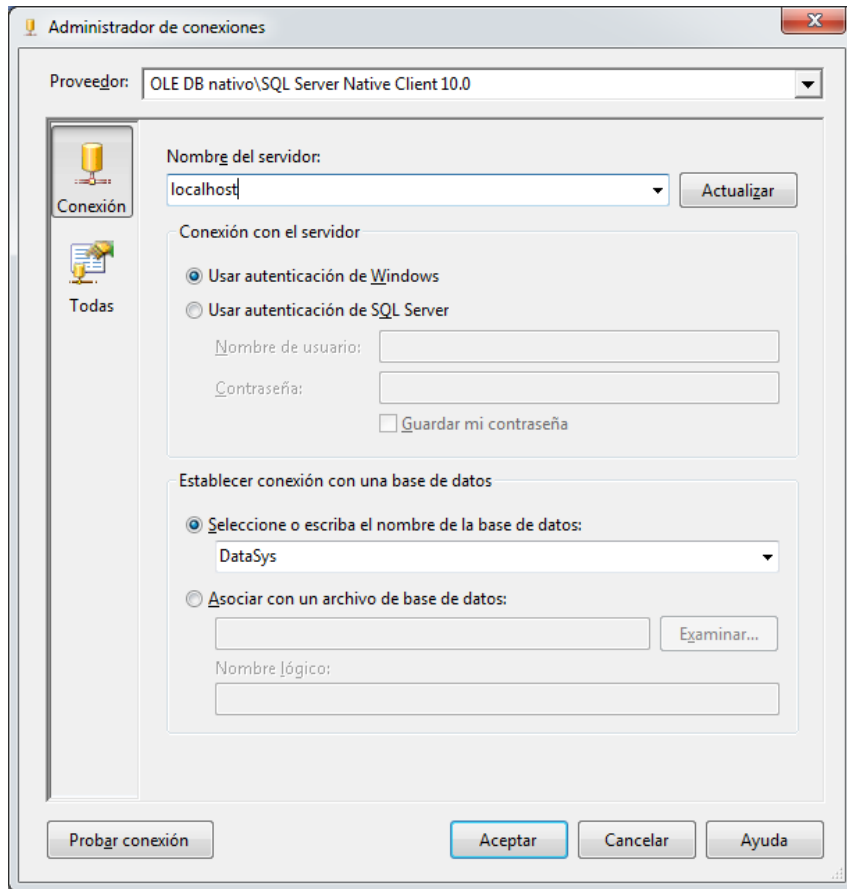 Administrador de conexiones
Proveedor: OLE DB nativo\SQL Server Native Client 10.0
Conexión
Todas
Nombre del servidor:
localhost Actualizar
Conexión con el servidor
Usar autenticación de Windows
Usar autenticación de SQL Server
Nombre de usuario:
Contraseña:
Guardar mi contraseña
Establecer conexión con una base de datos
Seleccione o escriba el nombre de la base de datos:
DataSys
Asociar con un archivo de base de datos:
Examinar...
Nombre lógico:
Probar conexión Aceptar Cancelar Ayuda